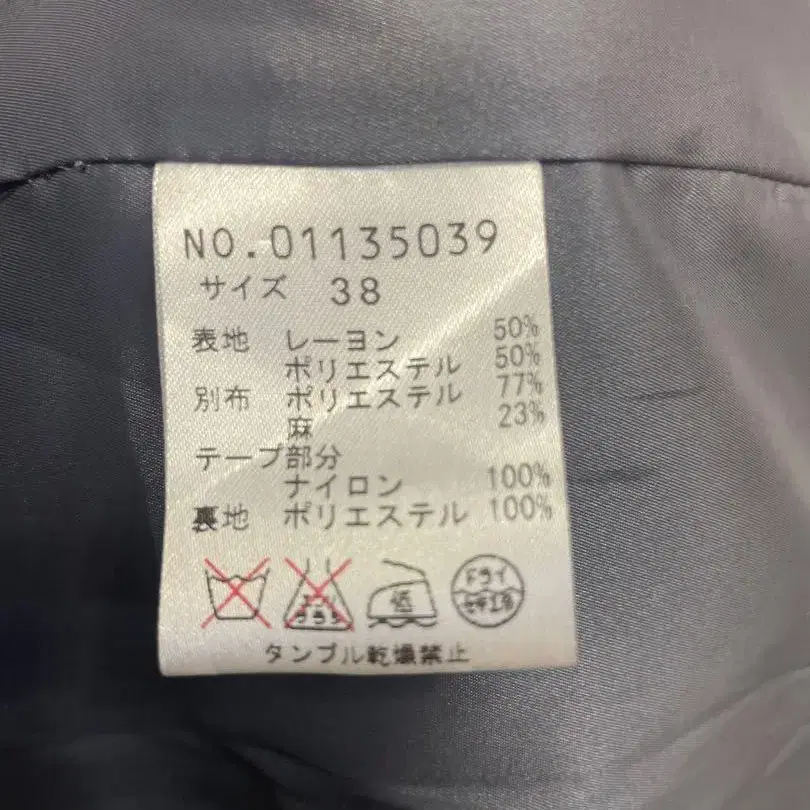 NO.01135039
サイズ 38
表地 レーヨン 50%
ポリエステル 50%
別布 ポリエステル 77%
麻 23%
テープ部分
ナイロン 100%
裏地 ポリエステル 100%
低 ドライ
タンブル乾燥禁止